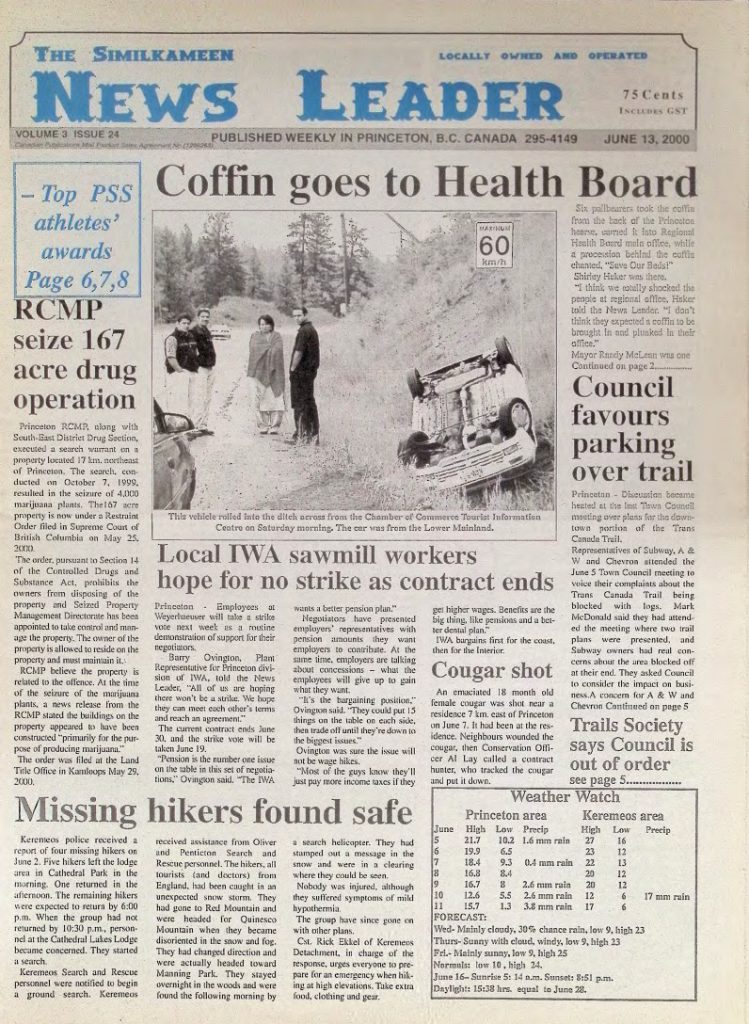 THE SIMILKAMEEN
LOCALLY OWNED AND OPERATED
NEWS LEADER
75 Cents
INCLUDES GST
VOLUME 3 ISSUE 24
PUBLISHED WEEKLY IN PRINCETON, B.C. CANADA 295-4149
JUNE 13, 2000
– Top PSS
athletes'
awards
Page 6,7,8
Coffin goes to Health Board
MAXIMUM
60
km/h
This vehicle rolled into the ditch across from the Chamber of Commerce Tourist Information
Centre on Saturday morning. The car was from the Lower Mainland.
Six pallbearers took the coffin
from the back of the Princeton
hearse, carried it into Regional
Health Board main office, while
a procession behind the coffin
chanted, "Save Our Beds!"
Shirley Huker was there.
"I think we totally shocked the
people at regional office, Huker
told the News Leader. "I don't
think they expected a coffin to be
brought in and plunked in their
office."
Mayor Randy McLean was one
Continued on page 2..............
RCMP
seize 167
acre drug
operation
Princeton RCMP, along with
South-East District Drug Section,
executed a search warrant on a
property located 17 km. northeast
of Princeton. The search, con-
ducted on October 7, 1999,
resulted in the seizure of 4,000
marijuana plants. The167 acre
property is now under a Restraint
Order filed in Supreme Court of
British Columbia on May 25,
2000.
The order, pursuant to Section 14
of the Controlled Drugs and
Substance Act, prohibits the
owners from disposing of the
property and Seized Property
Management Directorate has been
appointed to take control and man-
age the property. The owner of the
property is allowed to reside on the
property and must maintain it.
RCMP believe the property is
related to the offence. At the time
of the seizure of the marijuana
plants, a news release from the
RCMP stated the buildings on the
property appeared to have been
constructed "primarily for the pur-
pose of producing marijuana."
The order was filed at the Land
Title Office in Kamloops May 29,
2000.
Local IWA sawmill workers
hope for no strike as contract ends
Princeton - Employees at
Weyerhaeuser will take a strike
vote next week as a routine
demonstration of support for their
negotiators.
Barry Ovington, Plant
Representative for Princeton division
of IWA, told the News
Leader, "All of us are hoping
there won't be a strike. We hope
they can meet each other's terms
and reach an agreement."
The current contract ends June
30, and the strike vote will be
taken June 19.
"Pension is the number one issue
on the table in this set of negotia-
tions," Ovington said. "The IWA
wants a better pension plan."
Negotiators have presented
employers' representatives with
pension amounts they want
employers to contribute. At the
same time, employers are talking
about concessions – what the
employees will give up to gain
what they want.
"It's the bargaining position,"
Ovington said. "They could put 15
things on the table on each side,
then trade off until they're down to
the biggest issues."
Ovington was sure the issue will
not be wage hikes.
"Most of the guys know they'll
just pay more income taxes if they
get higher wages. Benefits are the
big thing, like pensions and a bet-
ter dental plan."
IWA bargains first for the coast,
then for the Interior.
Cougar shot
An emaciated 18 month old
female cougar was shot near a
residence 7 km. east of Princeton
on June 7. It had been at the res-
idence. Neighbours wounded the
cougar, then Conservation Offi-
cer Al Lay called a contract
hunter, who tracked the cougar
and put it down.
Council
favours
parking
over trail
Princeton - Discussion became
heated at the last Town Council
meeting over plans for the down-
town portion of the Trans
Canada Trail.
Representatives of Subway, A &
W and Chevron attended the
June 5 Town Council meeting to
voice their complaints about the
Trans Canada Trail being
blocked with logs. Mark
McDonald said they had attend-
ed the meeting where two trail
plans were presented, and
Subway owners had real con-
cerns about the area blocked off
at their end. They asked Council
to consider the impact on busi-
ness.A concern for A & W and
Chevron Continued on page 5
Trails Society
says Council is
out of order
see page 5.................
Missing hikers found safe
Keremeos police received a
report of four missing hikers on
June 2. Five hikers left the lodge
area in Cathedral Park in the
morning. One returned in the
afternoon. The remaining hikers
were expected to return by 6:00
p.m. When the group had not
returned by 10:30 p.m., person-
nel at the Cathedral Lakes Lodge
became concerned. They started
a search.
Keremeos Search and Rescue
personnel were notified to begin
a ground search. Keremeos
received assistance from Oliver
and Penticton Search and
Rescue personnel. The hikers, all
tourists (and doctors) from
England, had been caught in an
unexpected snow storm. They
had gone to Red Mountain and
were headed for Quinesco
Mountain when they became
disoriented in the snow and fog.
They had changed direction and
were actually headed toward
Manning Park. They stayed
overnight in the woods and were
found the following morning by
a search helicopter. They had
stamped out a message in the
snow and were in a clearing
where they could be seen.
Nobody was injured, although
they suffered symptoms of mild
hypothermia.
The group have since gone on
with other plans.
Cst. Rick Ekkel of Keremeos
Detachment, in charge of the
response, urges everyone to pre-
pare for an emergency when hik-
ing at high elevations. Take extra
food, clothing and gear.
Weather Watch
Princeton area Keremeos area
June High Low Precip High Low Precip
5 21.7 10.2 1.6 mm rain 27 16
6 19.9 6.5 23 12
7 18.4 9.3 0.4 mm rain 22 13
8 16.8 8.4 20 12
9 16.7 8 2.6 mm rain 20 12
10 12.6 5.5 2.6 mm rain 12 6 17 mm rain
11 15.7 1.3 3.8 mm rain 17 6
FORECAST:
Wed- Mainly cloudy, 30% chance rain, low 9, high 23
Thurs- Sunny with cloud, windy, low 9, high 23
Fri.- Mainly sunny, low 9, high 25
Normals: low 10, high 24.
June 16– Sunrise 5: 14 a.m. Sunset: 8:51 p.m.
Daylight: 15:38 hrs. equal to June 28.